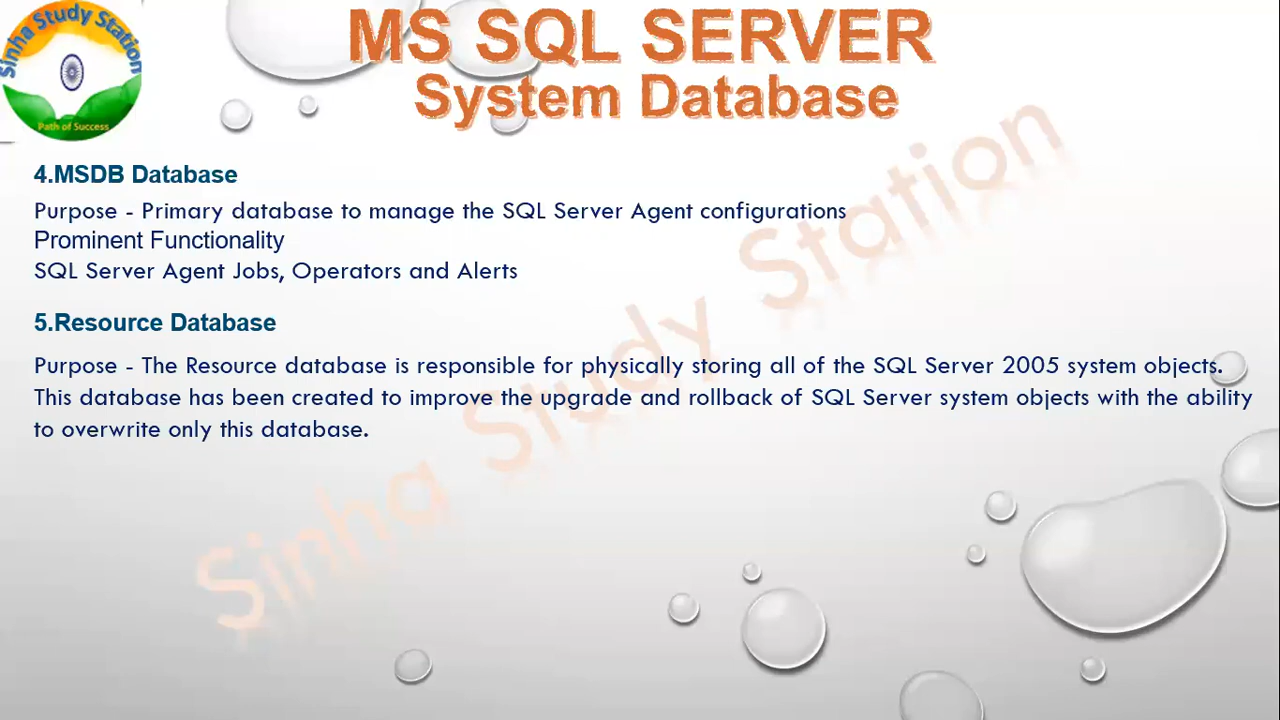 Sinha Study Station
Path of Success
MS SQL SERVER
System Database
4.MSDB Database
Purpose - Primary database to manage the SQL Server Agent configurations
Prominent Functionality
SQL Server Agent Jobs, Operators and Alerts
5.Resource Database
Purpose - The Resource database is responsible for physically storing all of the SQL Server 2005 system objects.
This database has been created to improve the upgrade and rollback of SQL Server system objects with the ability
to overwrite only this database.
Sinha Study Station